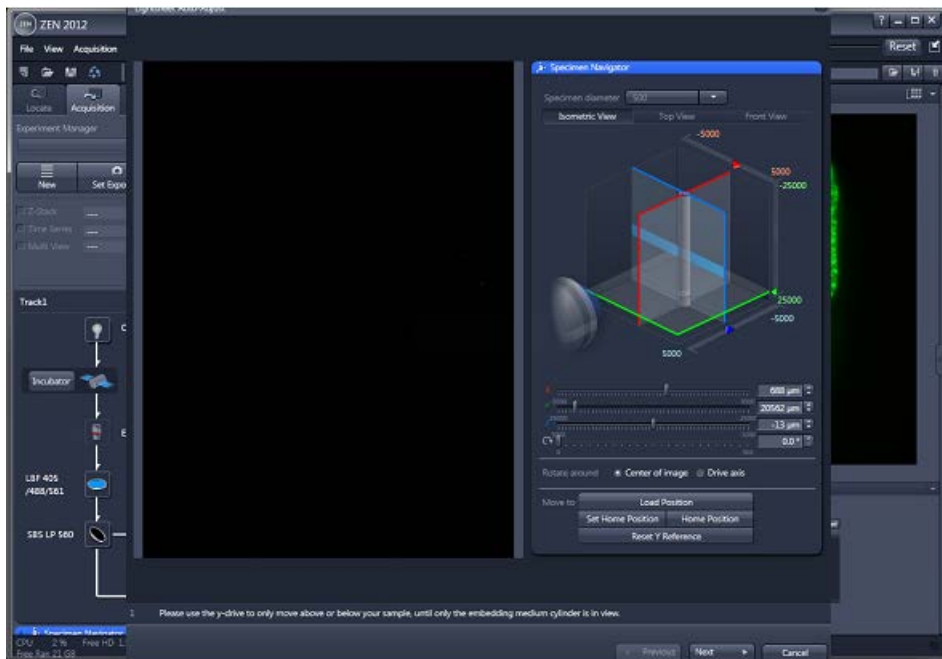 Lightsheet Auto-Adjust
ZEN 2012
File View Acquisition
Reset
Locate Acquisition
Experiment Manager
New Set Expo
Z-Stack ---
Time Series ---
Multi View ---
Track1
Incubator
LBF 405
/488/561
SBS LP 560
Specimen Navigator
Specimen diameter 500
Isometric View Top View Front View
-5000
5000
-25000
25000
-5000
5000
688 µm
20562 µm
-13 µm
0.0 °
Rotate around Center of image Drive axis
Move to Load Position
Set Home Position Home Position
Reset Y Reference
1 Please use the y-drive to only move above or below your sample, until only the embedding medium cylinder is in view.
Specimen Navigator
CPU 2 % Free HD
Free Ram 21 GB
Previous Next Cancel